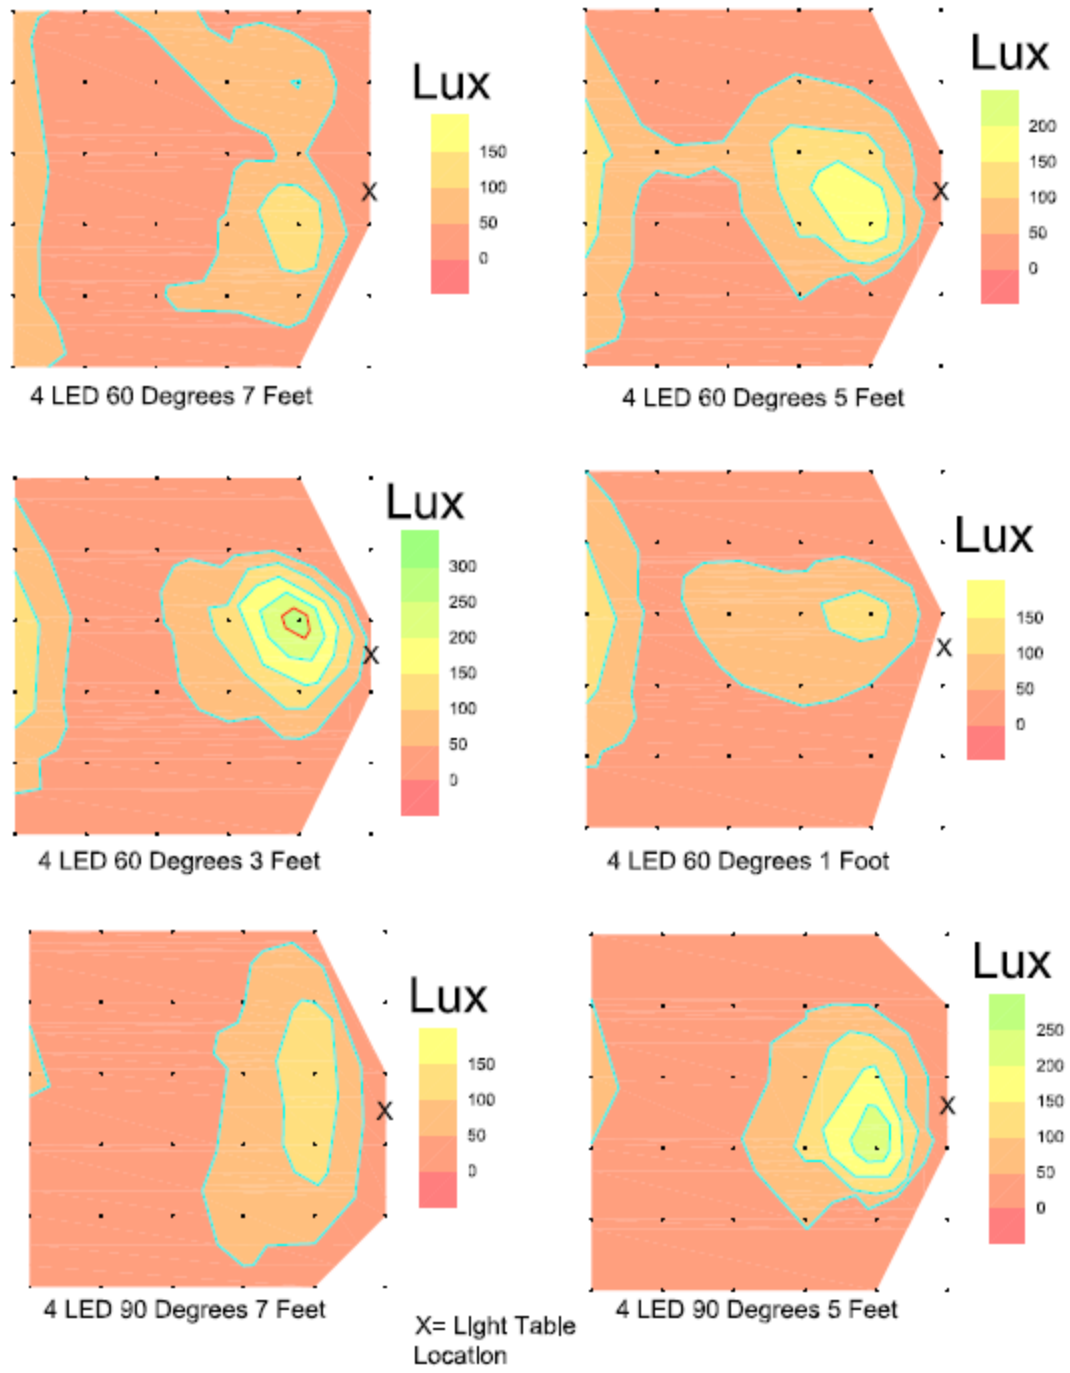 Lux
150
100
50
0
X
4 LED 60 Degrees 7 Feet
Lux
200
150
100
50
0
X
4 LED 60 Degrees 5 Feet
Lux
300
250
200
150
100
50
0
X
4 LED 60 Degrees 3 Feet
Lux
150
100
50
0
X
4 LED 60 Degrees 1 Foot
Lux
150
100
50
0
X
4 LED 90 Degrees 7 Feet
Lux
250
200
150
100
50
0
X
4 LED 90 Degrees 5 Feet
X= Light Table
Location